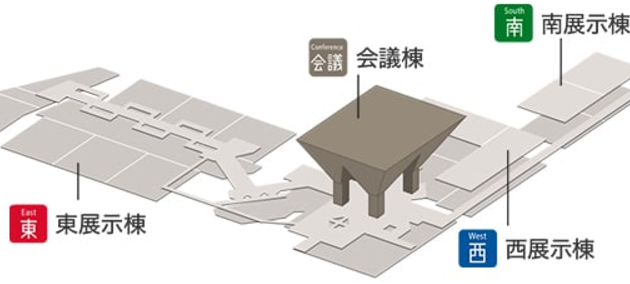 South
南
南展示棟
Conference
会議
会議棟
East
東
東展示棟
West
西
西展示棟